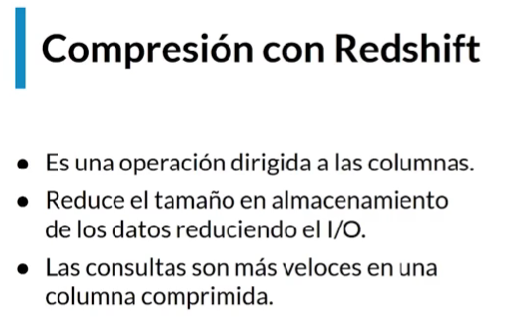 Compresión con Redshift
● Es una operación dirigida a las columnas.
● Reduce el tamaño en almacenamiento
de los datos reduciendo el I/O.
● Las consultas son más veloces en una
columna comprimida.